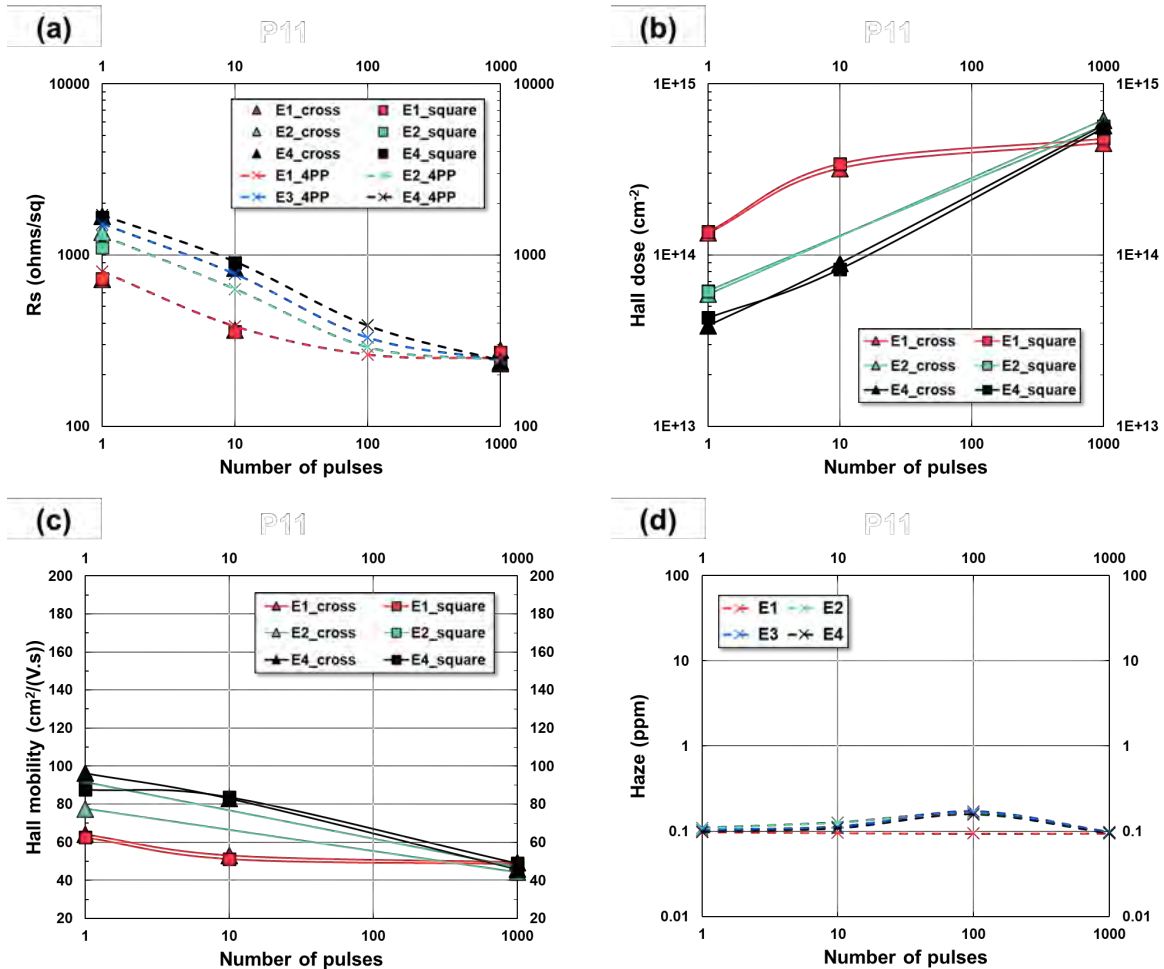 (a)
P11
1 10 100 1000
10000 10000
E1_cross E1_square
E2_cross E2_square
E4_cross E4_square
E1_4PP E2_4PP
E3_4PP E4_4PP
Rs (ohms/sq)
1000 1000
100 100
1 10 100 1000
Number of pulses
(b)
P11
1 10 100 1000
1E+15 1E+15
Hall dose (cm-2)
1E+14 1E+14
E1_cross E1_square
E2_cross E2_square
E4_cross E4_square
1E+13 1E+13
1 10 100 1000
Number of pulses
(c)
P11
1 10 100 1000
200 200
180 180
160 160
140 140
120 120
100 100
80 80
60 60
40 40
20 20
E1_cross E1_square
E2_cross E2_square
E4_cross E4_square
Hall mobility (cm²/(V.s))
1 10 100 1000
Number of pulses
(d)
P11
1 10 100 1000
100 100
E1 E2
E3 E4
10 10
Haze (ppm)
1 1
0.1 0.1
0.01 0.01
1 10 100 1000
Number of pulses